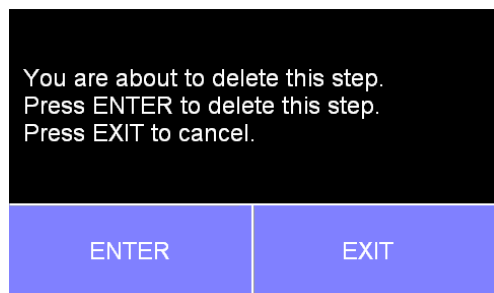 You are about to delete this step.
Press ENTER to delete this step.
Press EXIT to cancel.
ENTER
EXIT